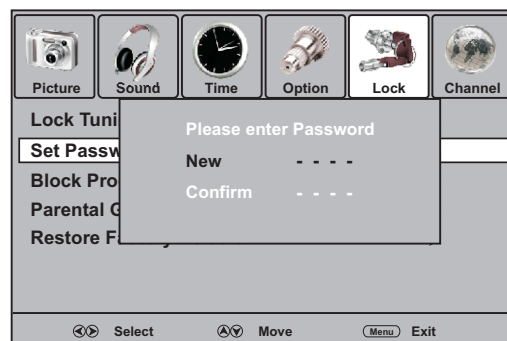 Picture Sound Time Option Lock Channel
Lock Tuni
Please enter Password
Set Passw
New - - - -
Block Pro
Confirm - - - -
Parental G
Restore F
Select Move Menu Exit